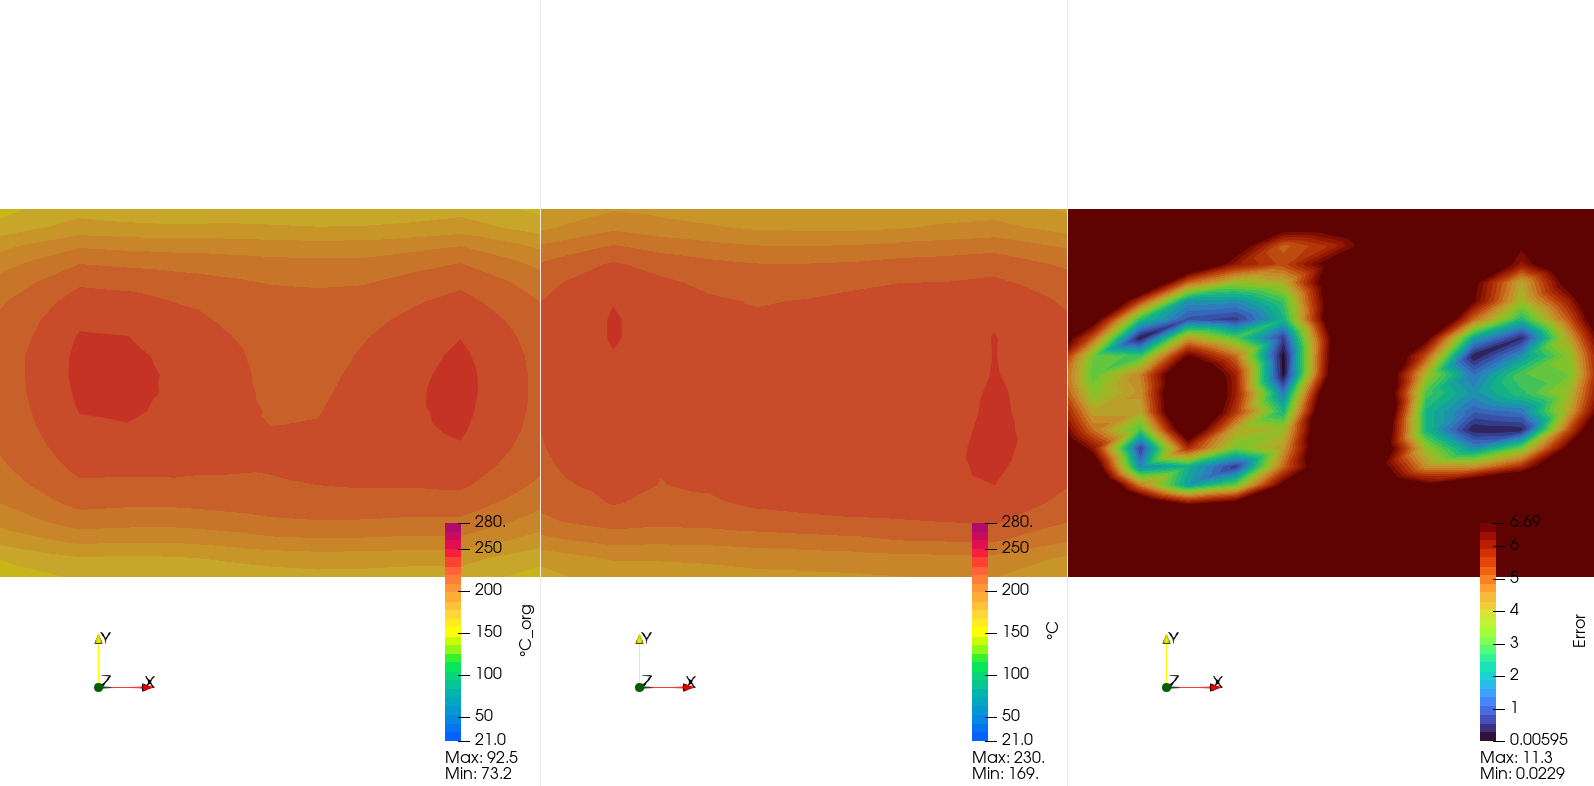 280.
250
200
150
100
50
21.0
°C_org
Max: 92.5
Min: 73.2
Y
Z
X
280.
250
200
150
100
50
21.0
°C
Max: 230.
Min: 169.
Y
Z
X
6.69
6
5
4
3
2
1
0.00595
Error
Max: 11.3
Min: 0.0229
Y
Z
X